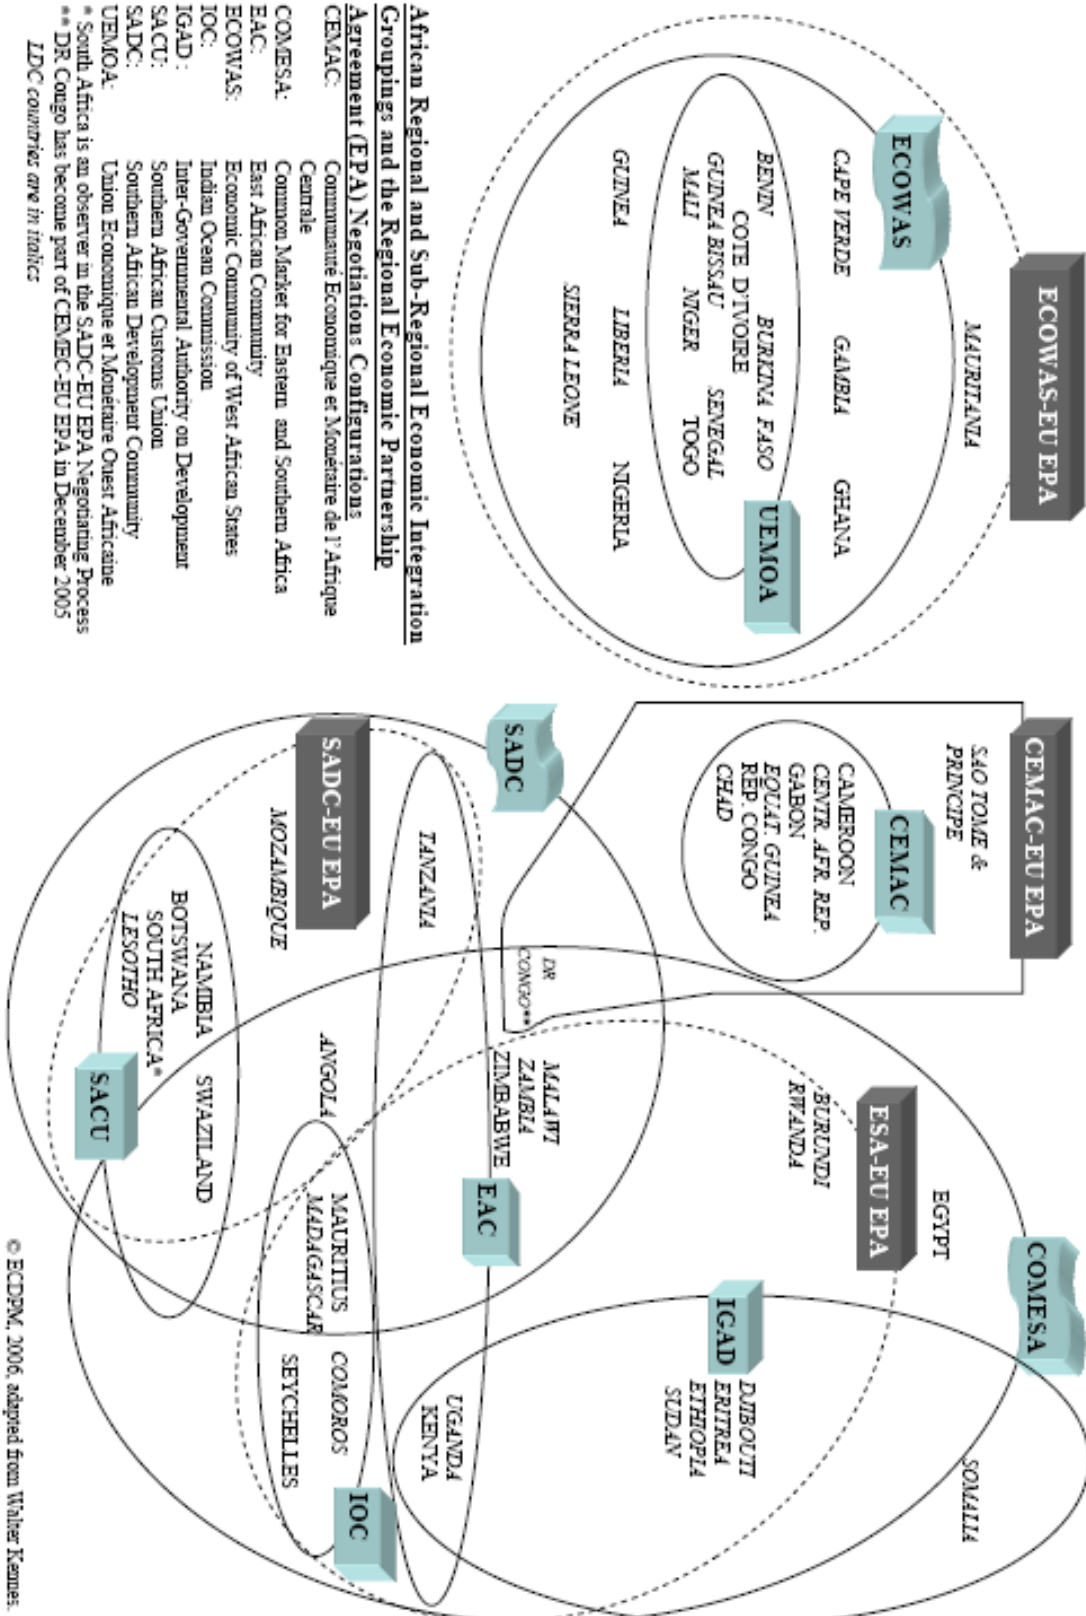 ECOWAS-EU EPA
MAURITANIA
ECOWAS
CAPE VERDE GAMBIA GHANA
BENIN BURKINA FASO
COTE D'IVOIRE
GUINEA BISSAU SENEGAL
MALI NIGER TOGO
UEMOA
GUINEA LIBERIA NIGERIA
SIERRA LEONE
CEMAC-EU EPA
SAO TOME &
PRINCIPE
CEMAC
CAMEROON
CENTR. AFR. REP.
GABON
EQUAT. GUINEA
REP. CONGO
CHAD
DR
CONGO**
COMESA
EGYPT
SOMALIA
ESA-EU EPA
BURUNDI
RWANDA
IGAD
DJIBOUTI
ERITREA
ETHIOPIA
SUDAN
SADC
MALAWI
ZAMBIA
ZIMBABWE
EAC
TANZANIA
UGANDA
KENYA
SADC-EU EPA
ANGOLA
MOZAMBIQUE
MAURITIUS COMOROS
MADAGASCAR
SEYCHELLES
IOC
NAMIBIA SWAZILAND
BOTSWANA
SOUTH AFRICA*
LESOTHO
SACU
African Regional and Sub-Regional Economic Integration
Groupings and the Regional Economic Partnership
Agreement (EPA) Negotiations Configurations
CEMAC: Communauté Economique et Monétaire de l'Afrique
Centrale
COMESA: Common Market for Eastern and Southern Africa
EAC: East African Community
ECOWAS: Economic Community of West African States
IOC: Indian Ocean Commission
IGAD : Inter-Governmental Authority on Development
SACU: Southern African Customs Union
SADC: Southern African Development Community
UEMOA: Union Economique et Monétaire Ouest Africaine
* South Africa is an observer in the SADC-EU EPA Negotiating Process
** DR Congo has become part of CEMEC-EU EPA in December 2005
LDC countries are in italics
© ECDPM, 2006, adapted from Walter Kennes.